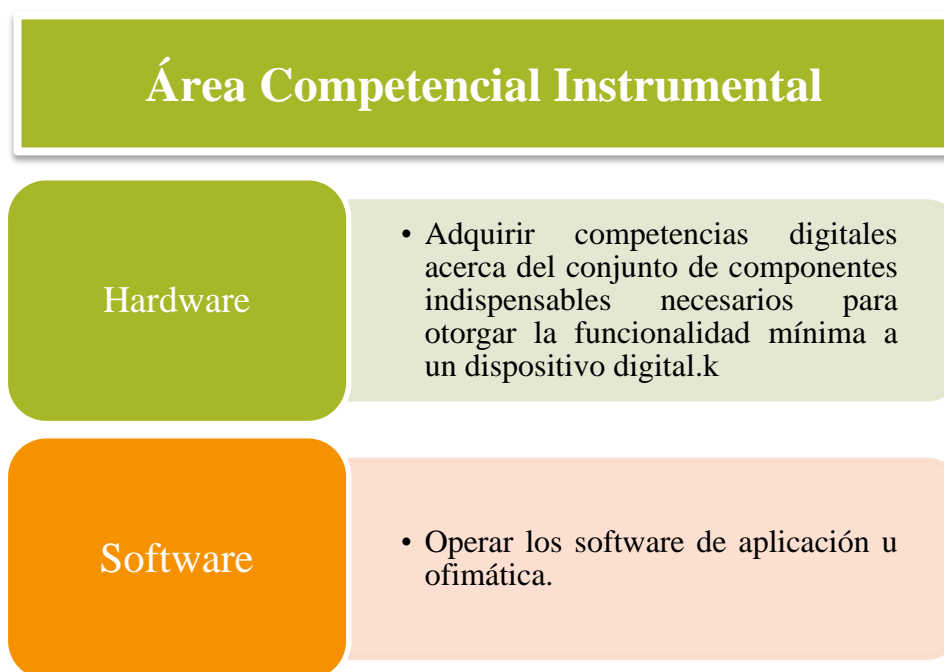 Área Competencial Instrumental
Hardware
• Adquirir competencias digitales
acerca del conjunto de componentes
indispensables necesarios para
otorgar la funcionalidad mínima a
un dispositivo digital.k
Software
• Operar los software de aplicación u
ofimática.